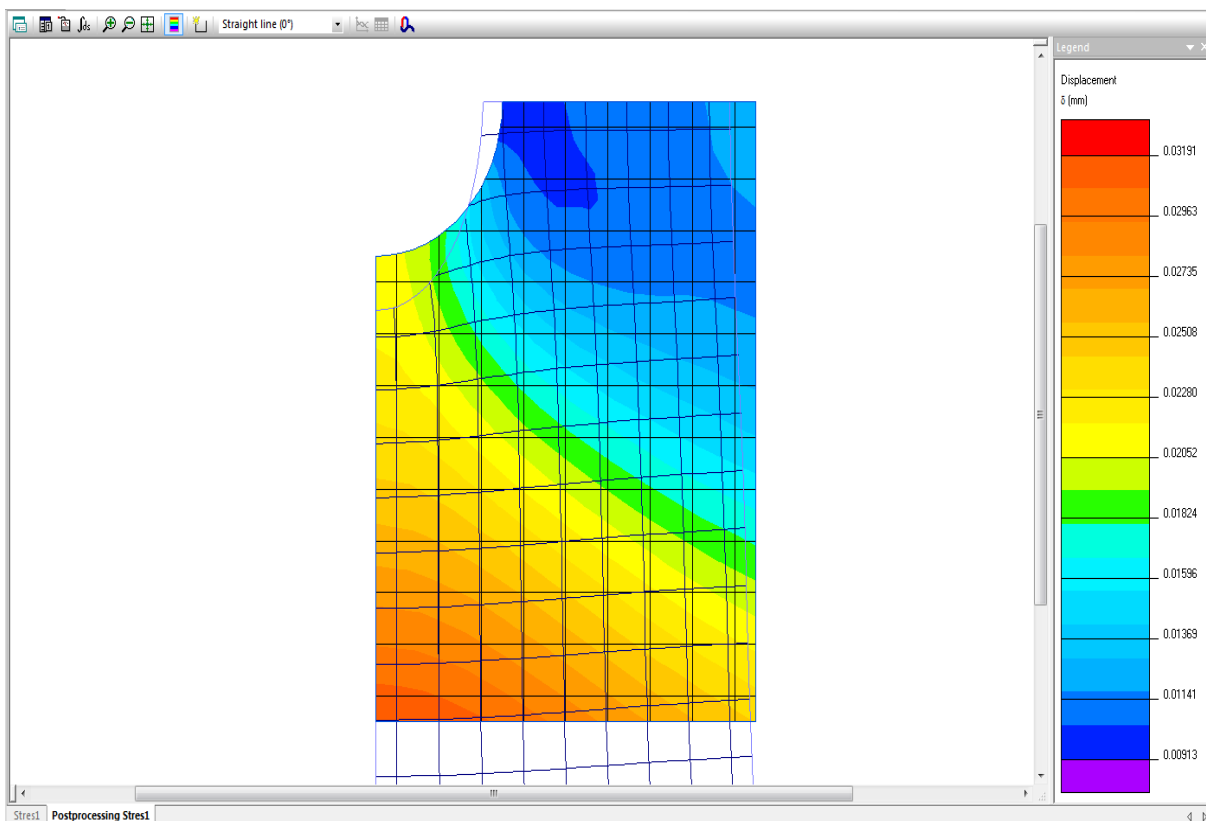 Straight line (0°)
Legend
Displacement
δ (mm)
0.03191
0.02963
0.02735
0.02508
0.02280
0.02052
0.01824
0.01596
0.01369
0.01141
0.00913
Stres1 Postprocessing Stres1